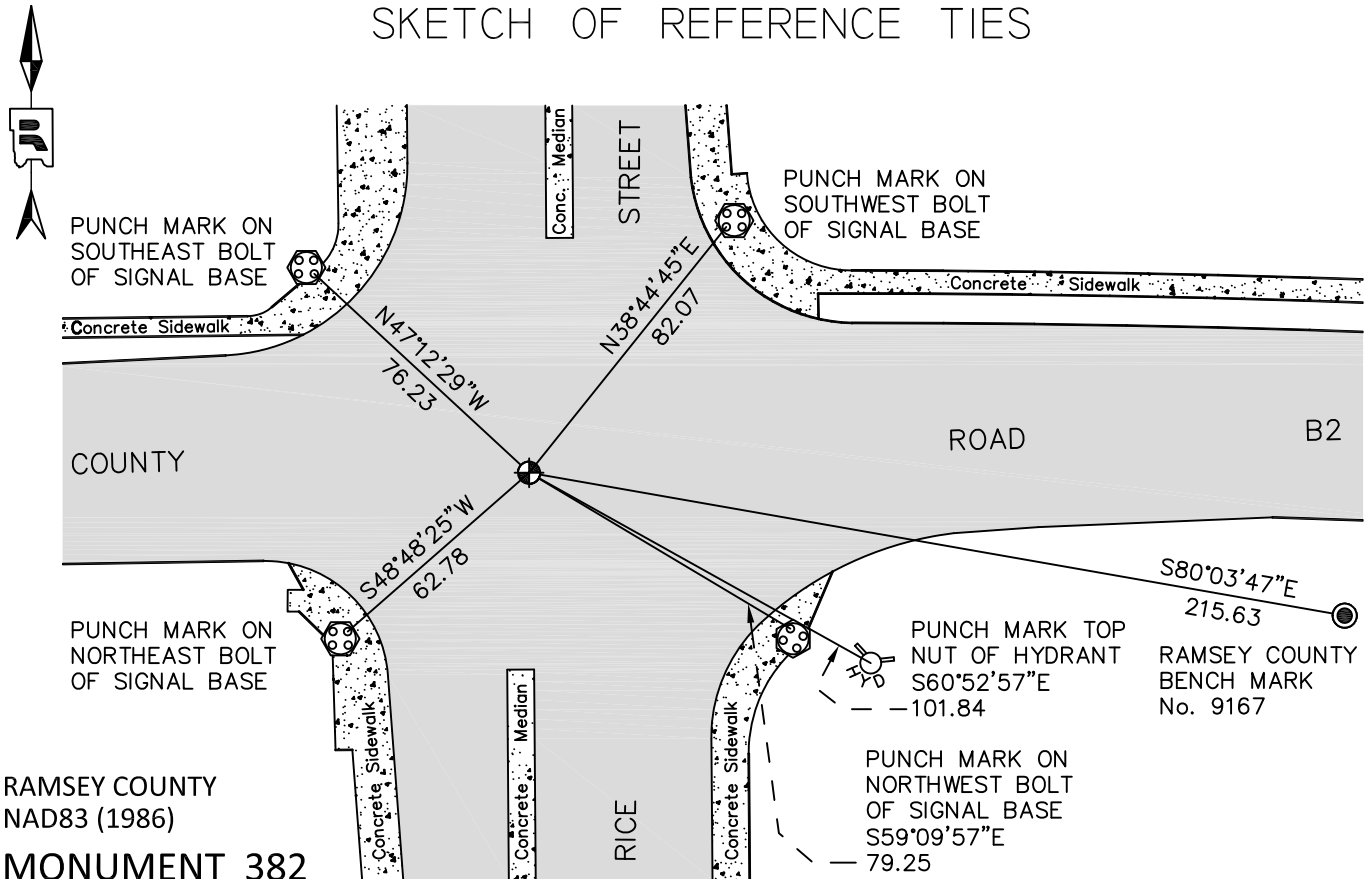 SKETCH OF REFERENCE TIES
PUNCH MARK ON
SOUTHEAST BOLT
OF SIGNAL BASE
Conc. Median
STREET
PUNCH MARK ON
SOUTHWEST BOLT
OF SIGNAL BASE
Concrete Sidewalk
Concrete Sidewalk
N47°12'29"W
76.23
N38°44'45"E
82.07
COUNTY
ROAD
B2
S48°48'25"W
62.78
S80°03'47"E
215.63
RAMSEY COUNTY
BENCH MARK
No. 9167
PUNCH MARK ON
NORTHEAST BOLT
OF SIGNAL BASE
HYD
PUNCH MARK TOP
NUT OF HYDRANT
S60°52'57"E
101.84
PUNCH MARK ON
NORTHWEST BOLT
OF SIGNAL BASE
S59°09'57"E
79.25
Concrete Sidewalk
Concrete Median
RICE
Concrete Sidewalk
RAMSEY COUNTY
NAD83 (1986)
MONUMENT 382